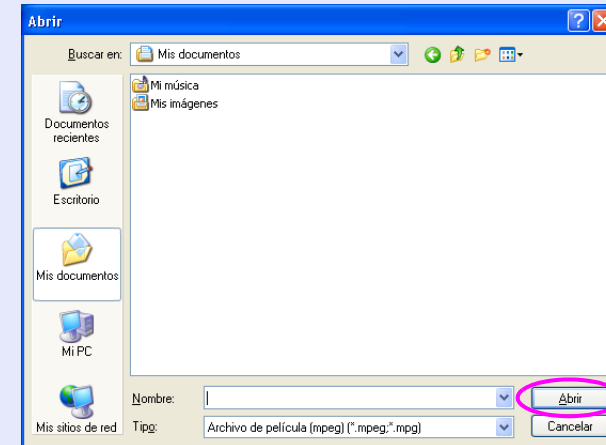 Abrir
Buscar en:
Mis documentos
Mi música
Mis imágenes
Documentos
recientes
Escritorio
Mis documentos
Mi PC
Mis sitios de red
Nombre:
Abrir
Tipo:
Archivo de película (mpeg) (*.mpeg;*.mpg)
Cancelar